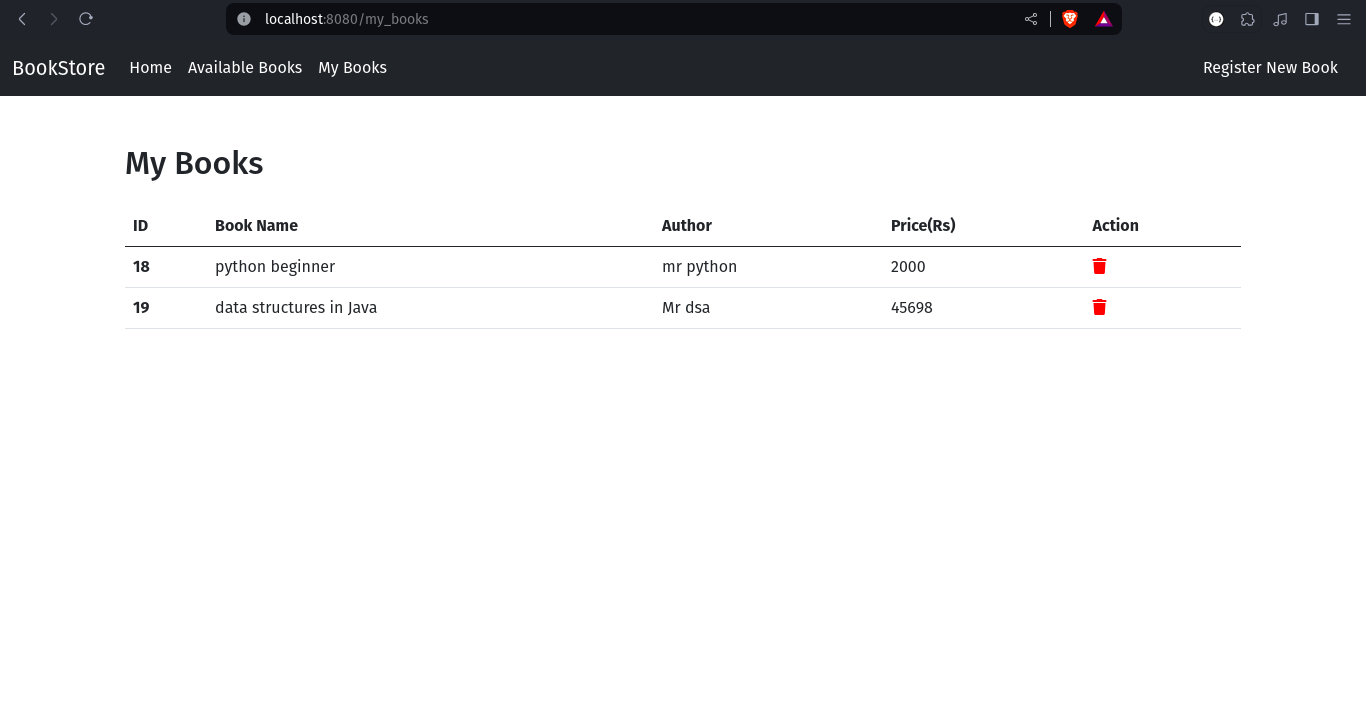 localhost:8080/my_books
BookStore Home Available Books My Books Register New Book
My Books
ID Book Name Author Price(Rs) Action
18 python beginner mr python 2000
19 data structures in Java Mr dsa 45698